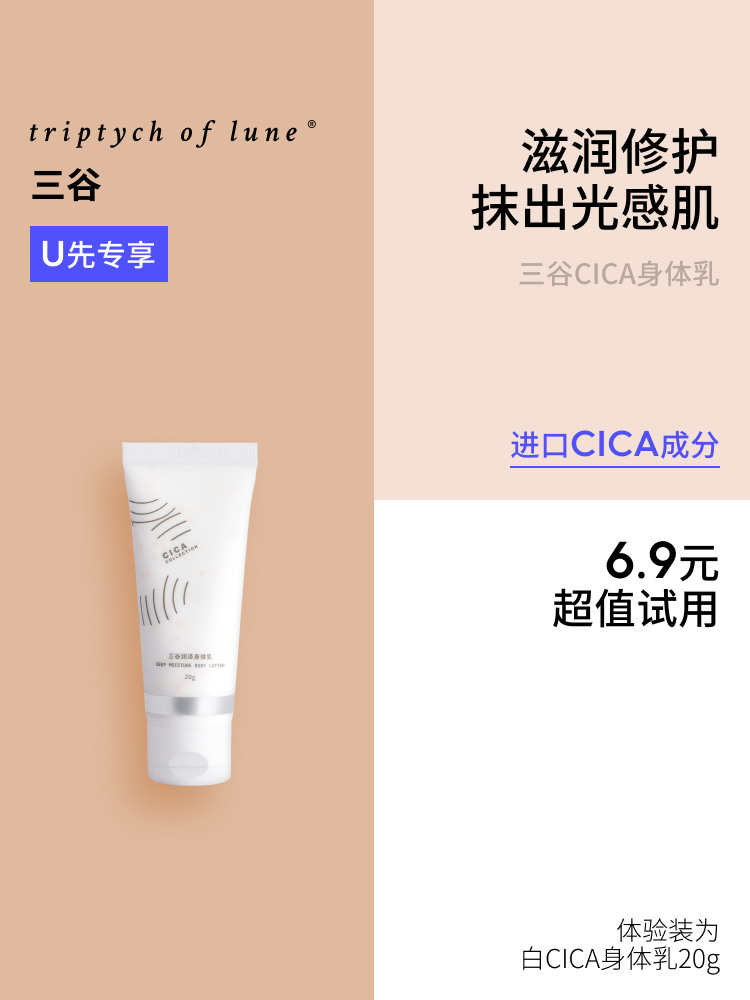 triptych of lune®
三谷
U先专享
滋润修护
抹出光感肌
三谷CICA身体乳
进口CICA成分
CICA
COLLECTION
三谷润泽身体乳
DEEP MOISTURE BODY LOTION
20g
6.9元
超值试用
体验装为
白CICA身体乳20g